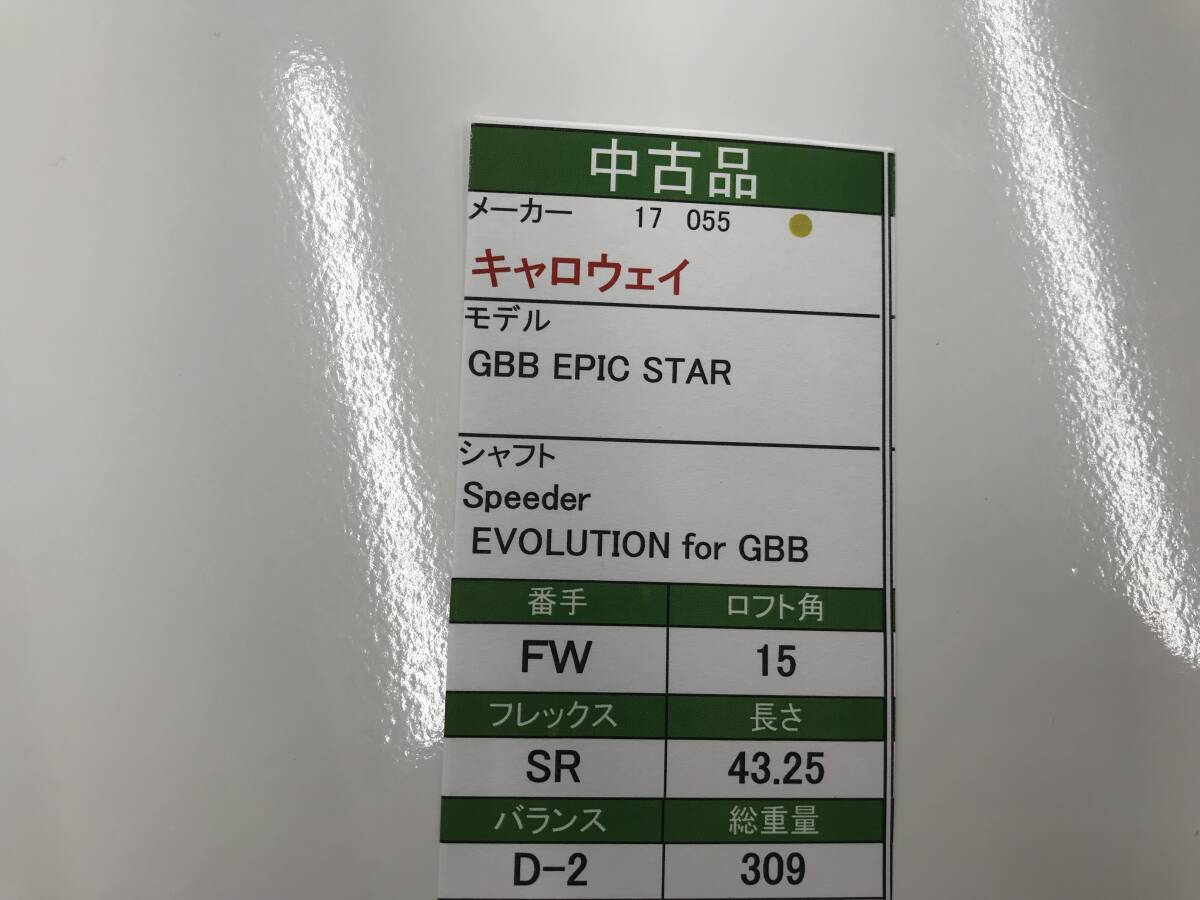 中古品
メーカー 17 055
キャロウェイ
モデル
GBB EPIC STAR
シャフト
Speeder
EVOLUTION for GBB
番手 ロフト角
FW 15
フレックス 長さ
SR 43.25
バランス 総重量
D-2 309